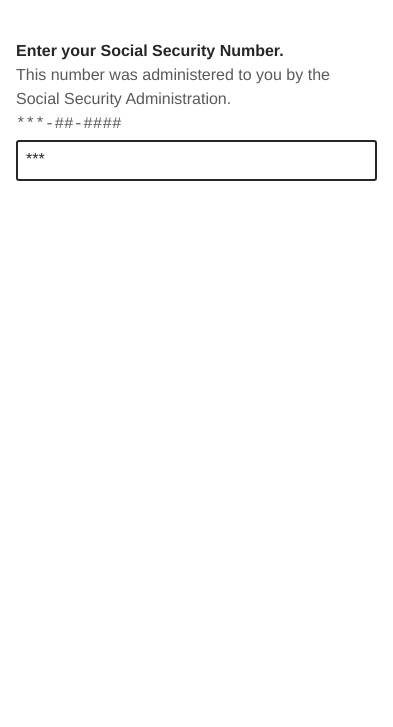 Enter your Social Security Number.
This number was administered to you by the
Social Security Administration.
***-##-####
***